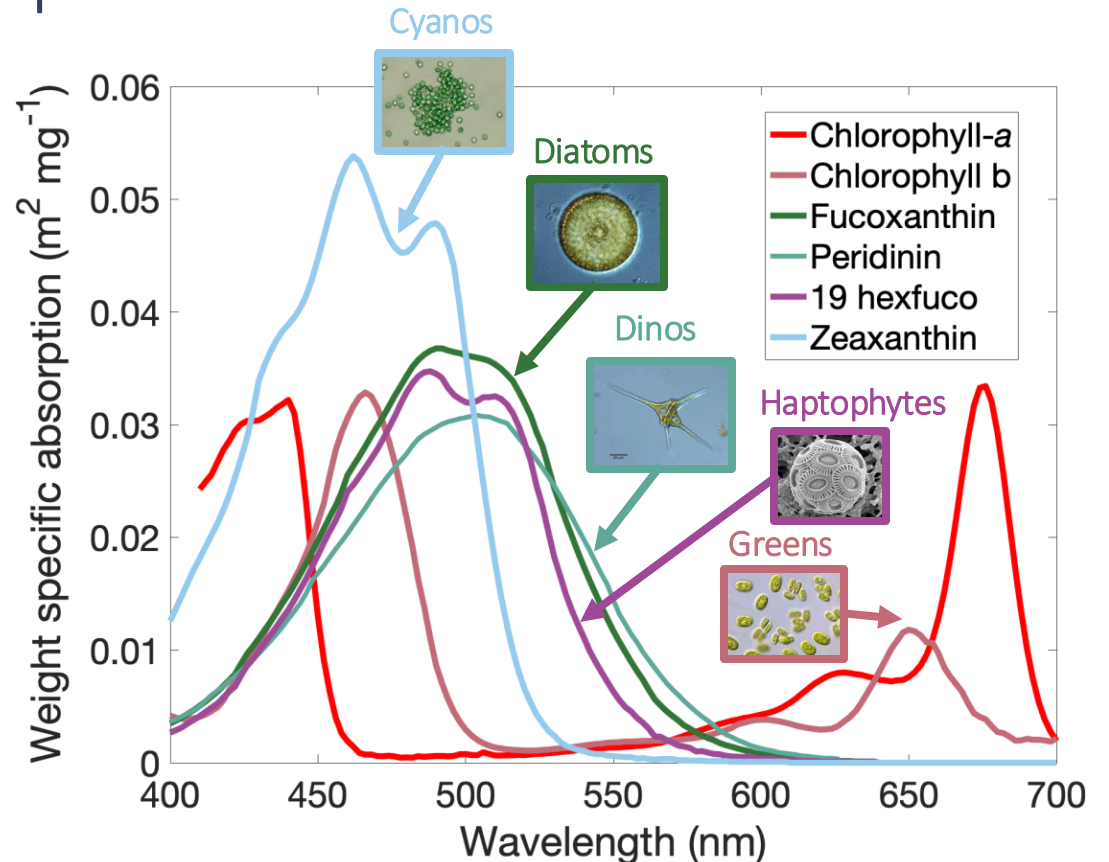 Cyanos
Diatoms
Dinos
Haptophytes
Greens
Chlorophyll-a
Chlorophyll b
Fucoxanthin
Peridinin
19 hexfuco
Zeaxanthin
Weight specific absorption (m² mg⁻¹)
0.06
0.05
0.04
0.03
0.02
0.01
0
400 450 500 550 600 650 700
Wavelength (nm)